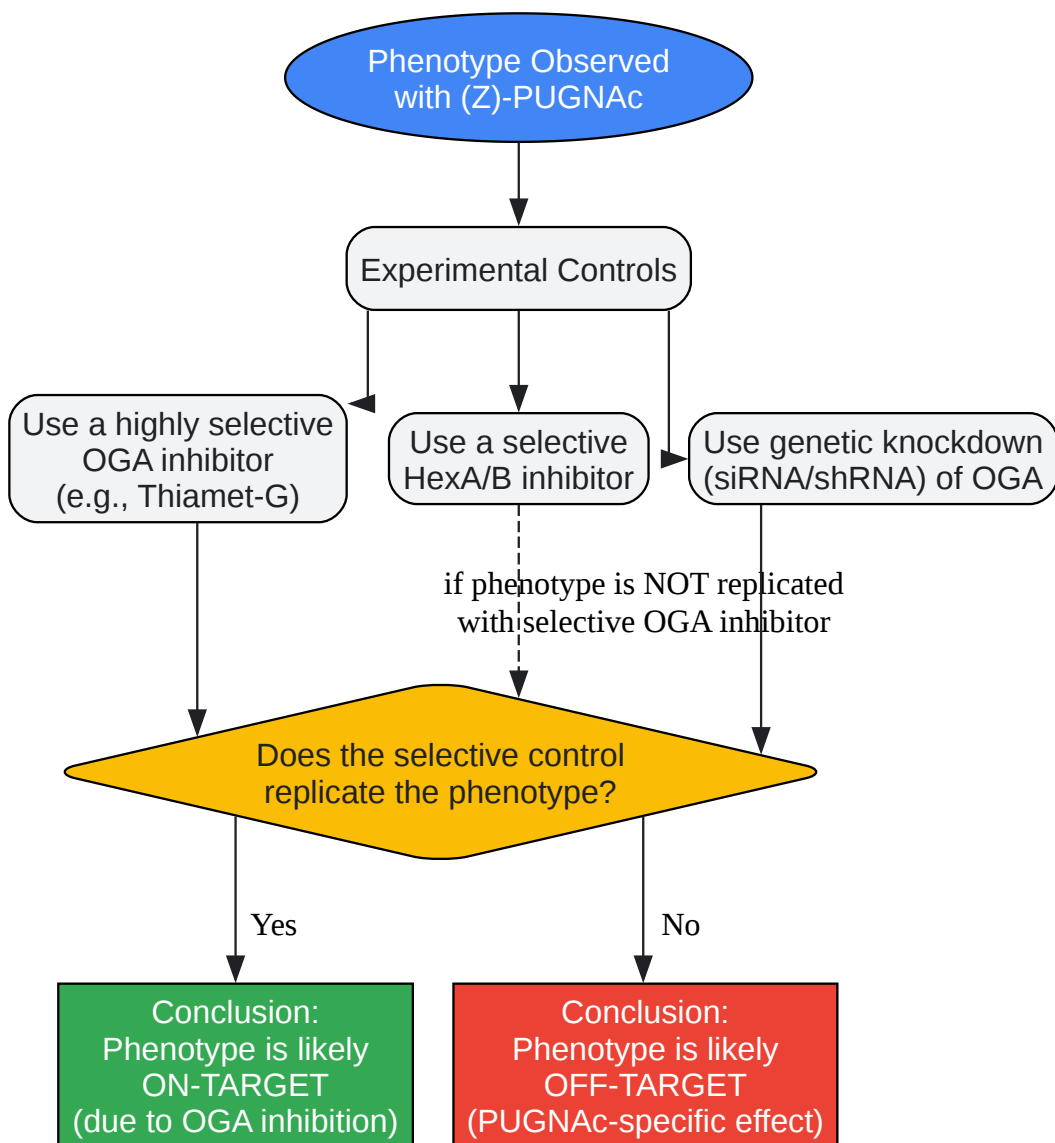 Phenotype Observed
with (Z)-PUGNAc
Experimental Controls
Use a highly selective
OGA inhibitor
(e.g., Thiamet-G)
Use a selective
HexA/B inhibitor
Use genetic knockdown
(siRNA/shRNA) of OGA
if phenotype is NOT replicated
with selective OGA inhibitor
Does the selective control
replicate the phenotype?
Yes
No
Conclusion:
Phenotype is likely
ON-TARGET
(due to OGA inhibition)
Conclusion:
Phenotype is likely
OFF-TARGET
(PUGNAc-specific effect)